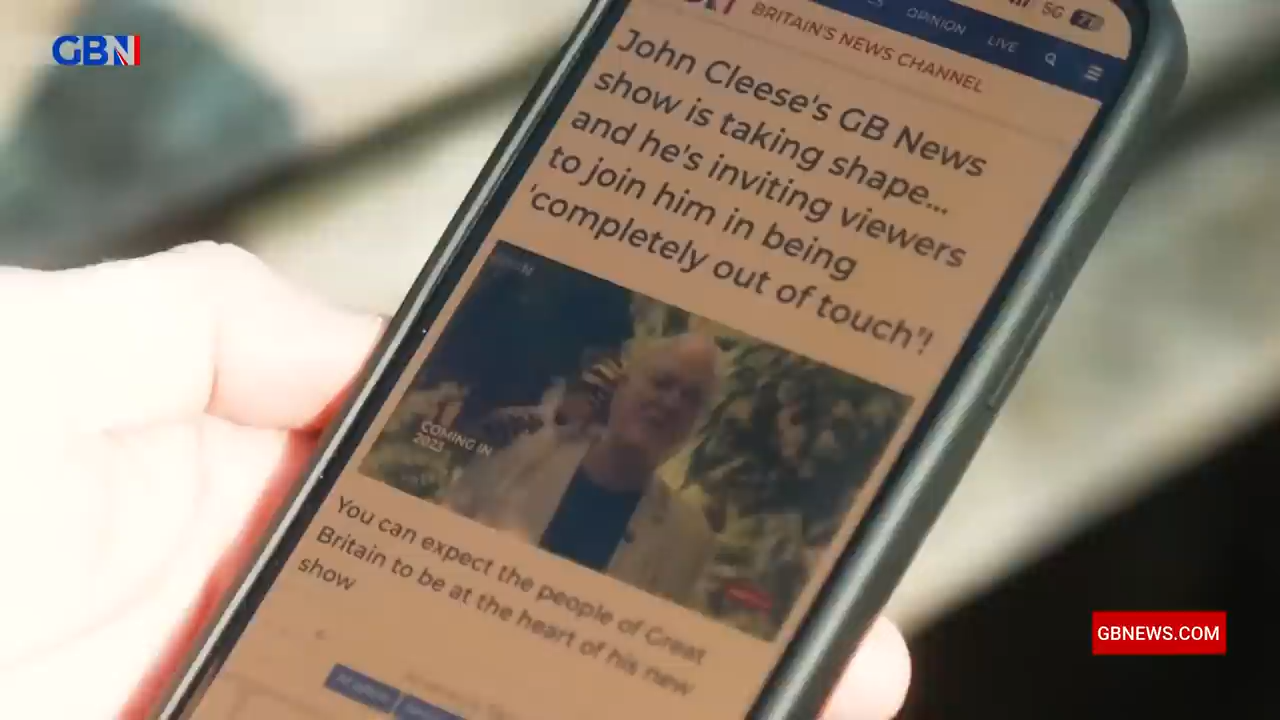 GBN
5G
OPINION
LIVE
BRITAIN'S NEWS CHANNEL
John Cleese's GB News
show is taking shape...
and he's inviting viewers
to join him in being
'completely out of touch'!
COMING IN
2023
You can expect the people of Great
Britain to be at the heart of his new
show
GBNEWS.COM